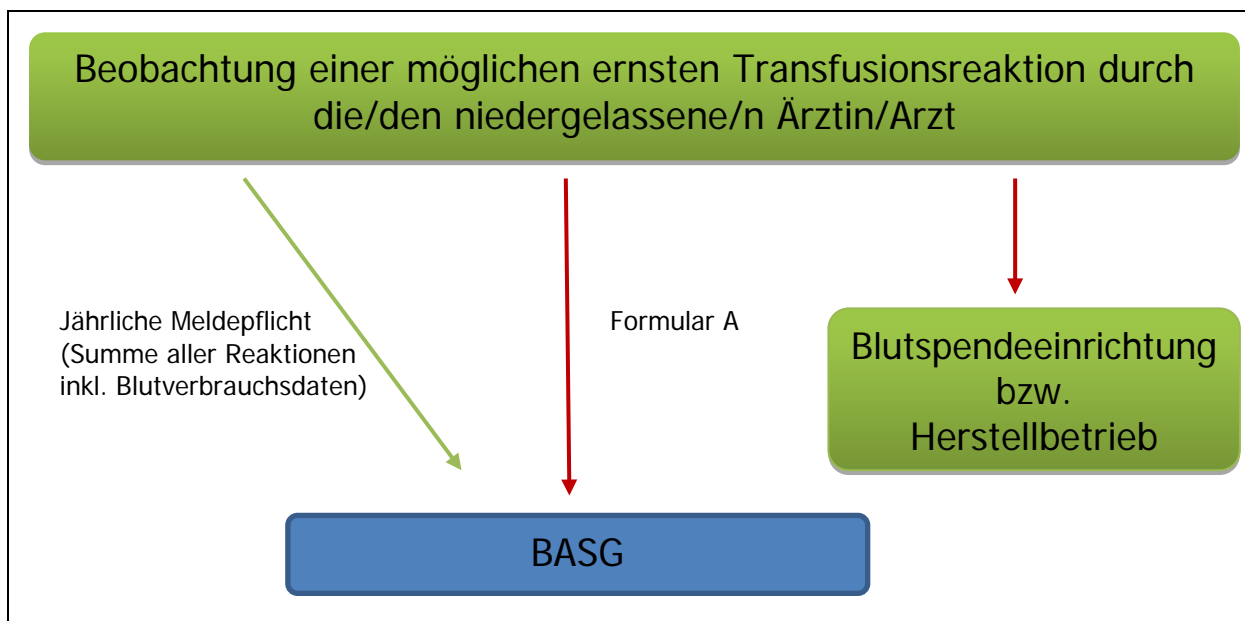 Beobachtung einer möglichen ernsten Transfusionsreaktion durch
die/den niedergelassene/n Ärztin/Arzt
Jährliche Meldepflicht
(Summe aller Reaktionen
inkl. Blutverbrauchsdaten)
Formular A
Blutspendeeinrichtung
bzw.
Herstellbetrieb
BASG